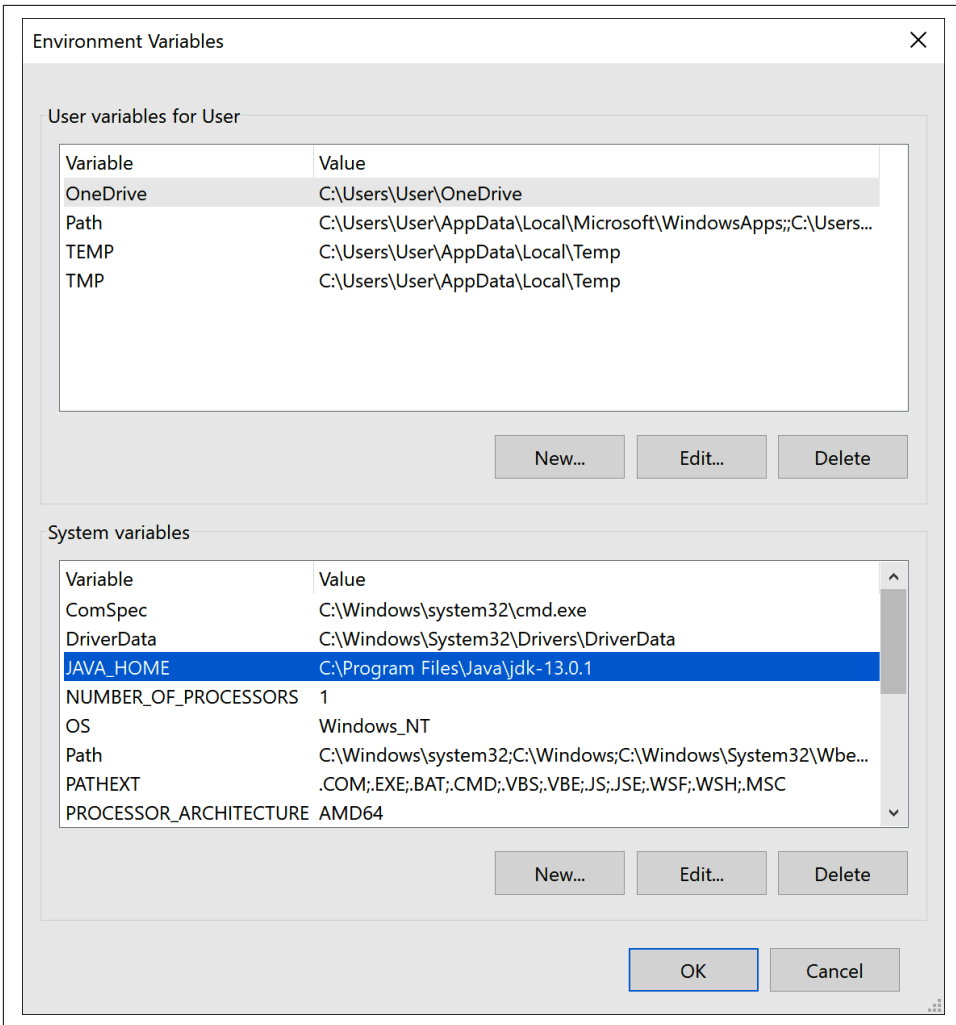 Environment Variables
User variables for User
Variable Value
OneDrive C:\Users\User\OneDrive
Path C:\Users\User\AppData\Local\Microsoft\WindowsApps;;C:\Users...
TEMP C:\Users\User\AppData\Local\Temp
TMP C:\Users\User\AppData\Local\Temp
New... Edit... Delete
System variables
Variable Value
ComSpec C:\Windows\system32\cmd.exe
DriverData C:\Windows\System32\Drivers\DriverData
JAVA_HOME C:\Program Files\Java\jdk-13.0.1
NUMBER_OF_PROCESSORS 1
OS Windows_NT
Path C:\Windows\system32;C:\Windows;C:\Windows\System32\Wbe...
PATHEXT .COM;.EXE;.BAT;.CMD;.VBS;.VBE;.JS;.JSE;.WSF;.WSH;.MSC
PROCESSOR_ARCHITECTURE AMD64
New... Edit... Delete
OK Cancel